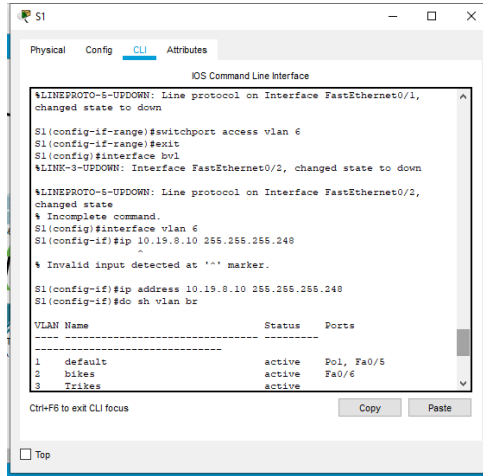 S1
Physical Config CLI Attributes
IOS Command Line Interface
%LINEPROTO-5-UPDOWN: Line protocol on Interface FastEthernet0/1,
changed state to down
S1(config-if-range)#switchport access vlan 6
S1(config-if-range)#exit
S1(config)#interface bvl
%LINK-3-UPDOWN: Interface FastEthernet0/2, changed state to down
%LINEPROTO-5-UPDOWN: Line protocol on Interface FastEthernet0/2,
changed state
% Incomplete command.
S1(config)#interface vlan 6
S1(config-if)#ip 10.19.8.10 255.255.255.248
^
% Invalid input detected at '^' marker.
S1(config-if)#ip address 10.19.8.10 255.255.255.248
S1(config-if)#do sh vlan br
VLAN Name Status Ports
---- -------------------------------- --------- -------------------------------
1 default active Po1, Fa0/5
2 bikes active Fa0/6
3 Trikes active
Ctrl+F6 to exit CLI focus
Copy
Paste
Top